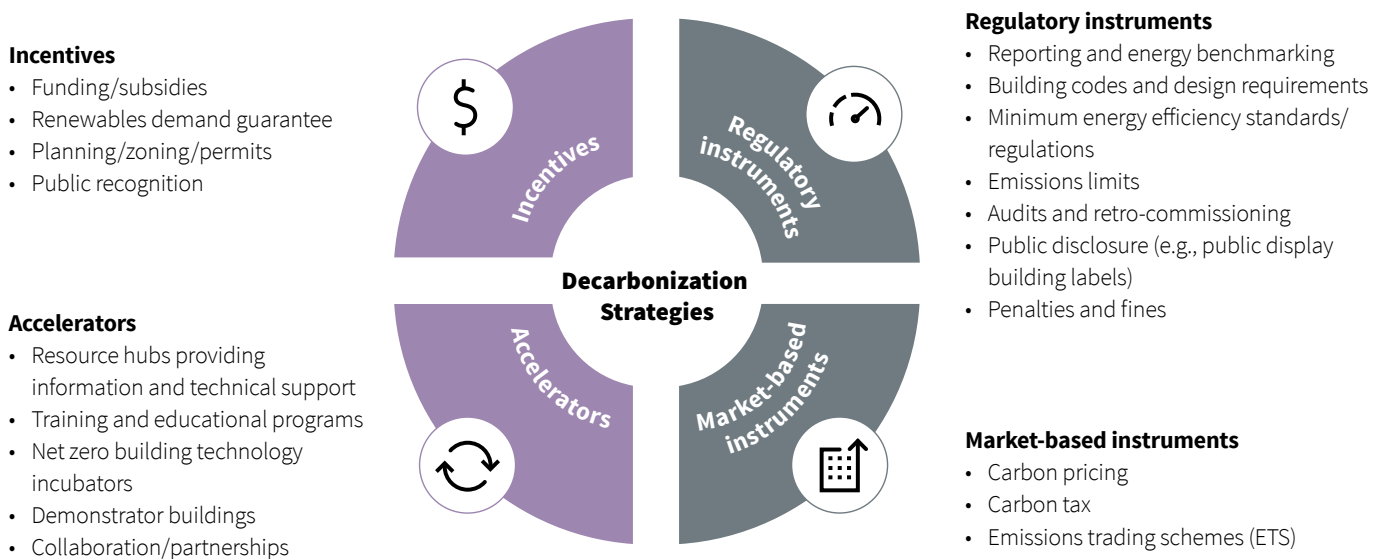 Incentives
• Funding/subsidies
• Renewables demand guarantee
• Planning/zoning/permits
• Public recognition
Accelerators
• Resource hubs providing
information and technical support
• Training and educational programs
• Net zero building technology
incubators
• Demonstrator buildings
• Collaboration/partnerships
$
Incentives
Regulatory
instruments
Decarbonization
Strategies
Accelerators
Market-based
instruments
Regulatory instruments
• Reporting and energy benchmarking
• Building codes and design requirements
• Minimum energy efficiency standards/
regulations
• Emissions limits
• Audits and retro-commissioning
• Public disclosure (e.g., public display
building labels)
• Penalties and fines
Market-based instruments
• Carbon pricing
• Carbon tax
• Emissions trading schemes (ETS)